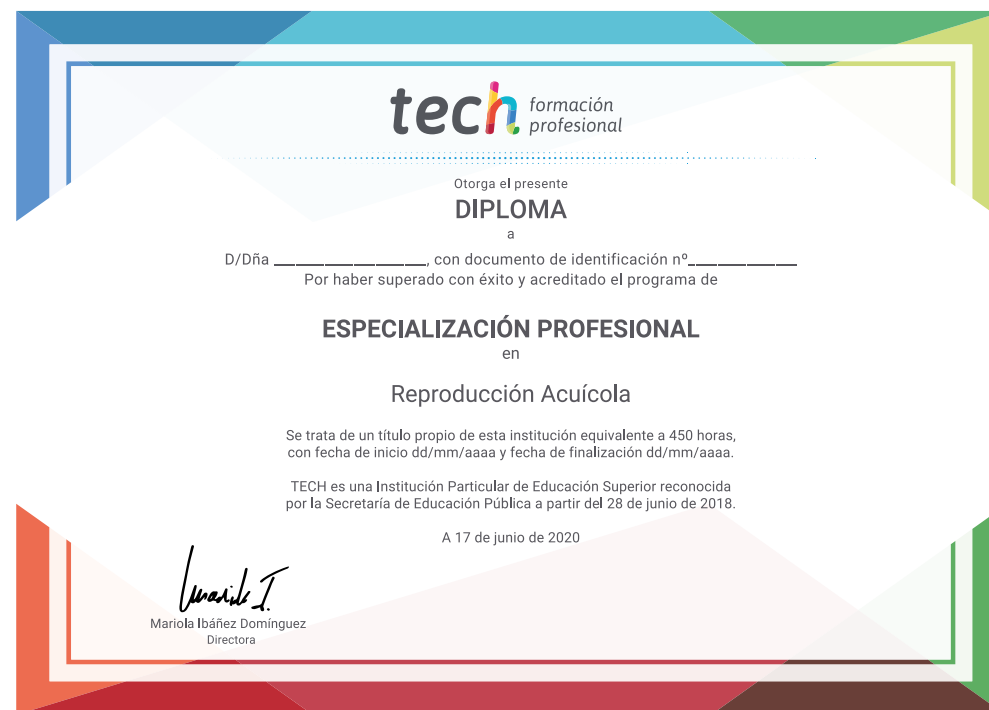 tech formación
profesional
Otorga el presente
DIPLOMA
a
D/Dña ______________, con documento de identificación nº__________
Por haber superado con éxito y acreditado el programa de
ESPECIALIZACIÓN PROFESIONAL
en
Reproducción Acuícola
Se trata de un título propio de esta institución equivalente a 450 horas,
con fecha de inicio dd/mm/aaaa y fecha de finalización dd/mm/aaaa.
TECH es una Institución Particular de Educación Superior reconocida
por la Secretaría de Educación Pública a partir del 28 de junio de 2018.
A 17 de junio de 2020
Mariola I.
Mariola Ibáñez Domínguez
Directora